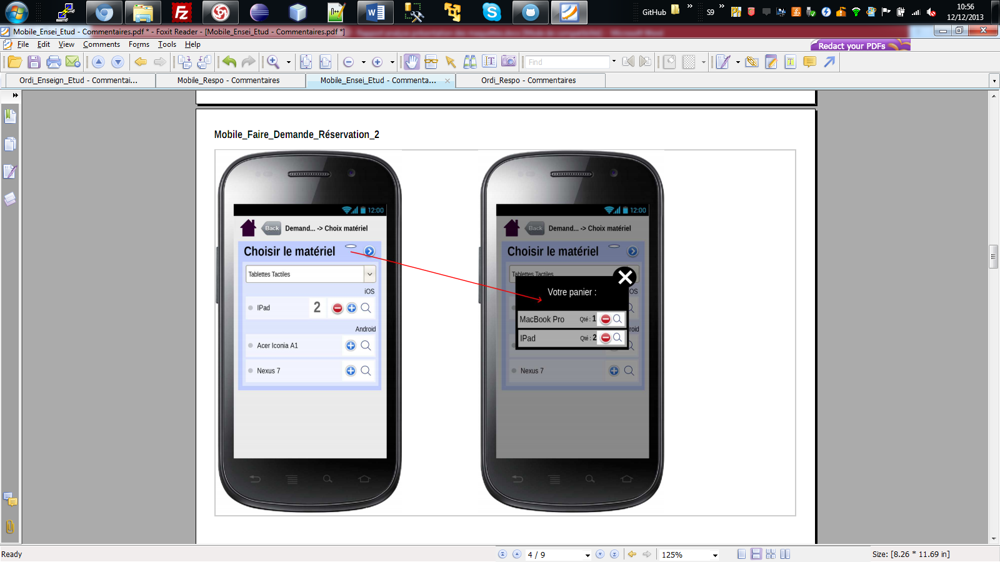 GitHub
S9
10:56
12/12/2013
Mobile_Ensei_Etud - Commentaires.pdf * - Foxit Reader - [Mobile_Ensei_Etud - Commentaires.pdf *]
File Edit View Comments Forms Tools Help
Redact your PDFs
Find
Ordi_Enseign_Etud - Commentai...
Mobile_Respo - Commentaires
Mobile_Ensei_Etud - Commenta...
Ordi_Respo - Commentaires
Mobile_Faire_Demande_Réservation_2
12:00
Back
Demand... -> Choix matériel
Choisir le matériel
Tablettes Tactiles
iOS
IPad 2
Android
Acer Iconia A1
Nexus 7
12:00
Back
Demand... -> Choix matériel
Choisir le matériel
Tablettes Tactiles
Votre panier :
OS
MacBook Pro Qté : 1
roid
IPad Qté : 2
Nexus 7
Ready
4 / 9
125%
Size: [8.26 * 11.69 in]